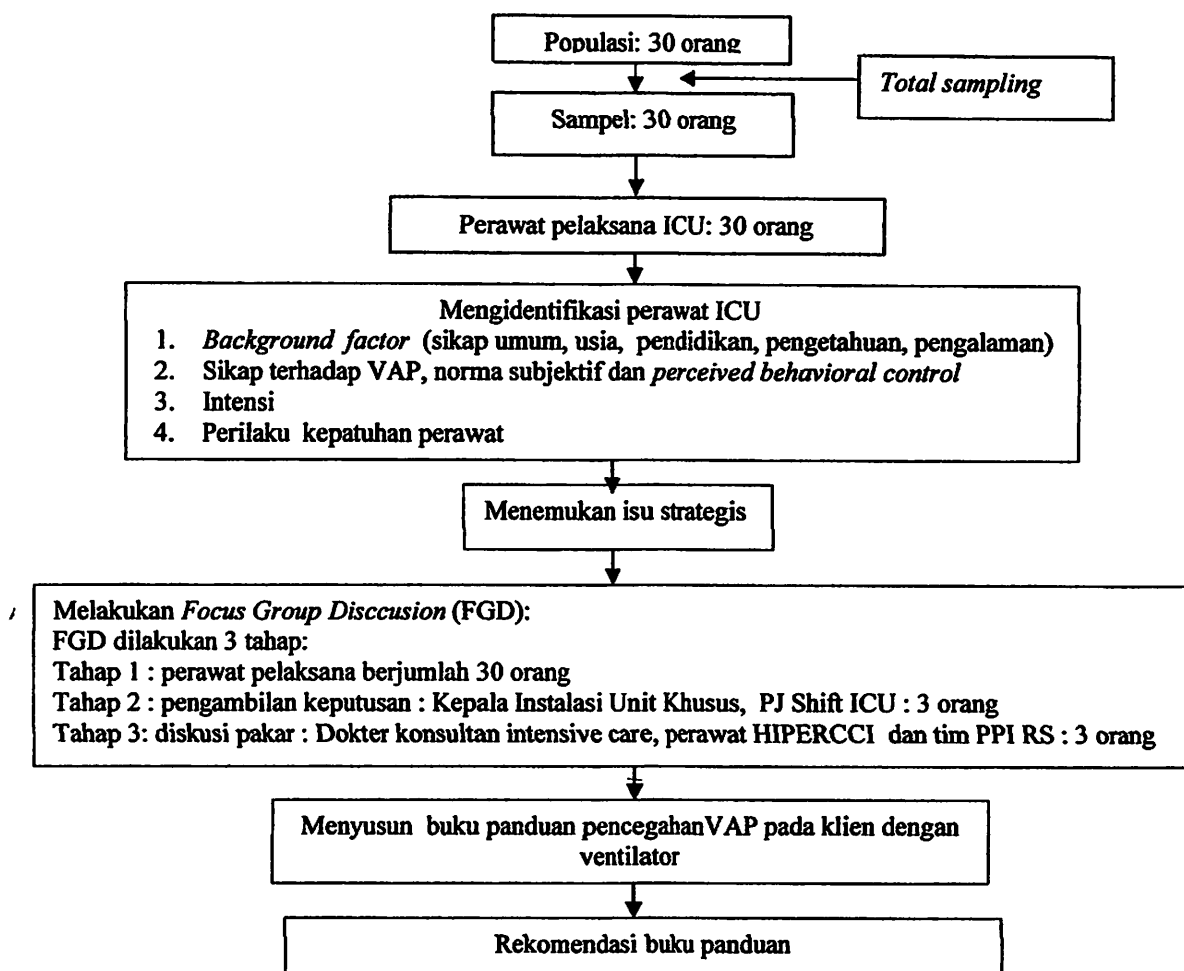 Populasi: 30 orang
Total sampling
Sampel: 30 orang
Perawat pelaksana ICU: 30 orang
Mengidentifikasi perawat ICU
1. Background factor (sikap umum, usia, pendidikan, pengetahuan, pengalaman)
2. Sikap terhadap VAP, norma subjektif dan perceived behavioral control
3. Intensi
4. Perilaku kepatuhan perawat
Menemukan isu strategis
Melakukan Focus Group Disccusion (FGD):
FGD dilakukan 3 tahap:
Tahap 1 : perawat pelaksana berjumlah 30 orang
Tahap 2 : pengambilan keputusan : Kepala Instalasi Unit Khusus, PJ Shift ICU : 3 orang
Tahap 3: diskusi pakar : Dokter konsultan intensive care, perawat HIPERCCI dan tim PPI RS : 3 orang
Menyusun buku panduan pencegahanVAP pada klien dengan
ventilator
Rekomendasi buku panduan